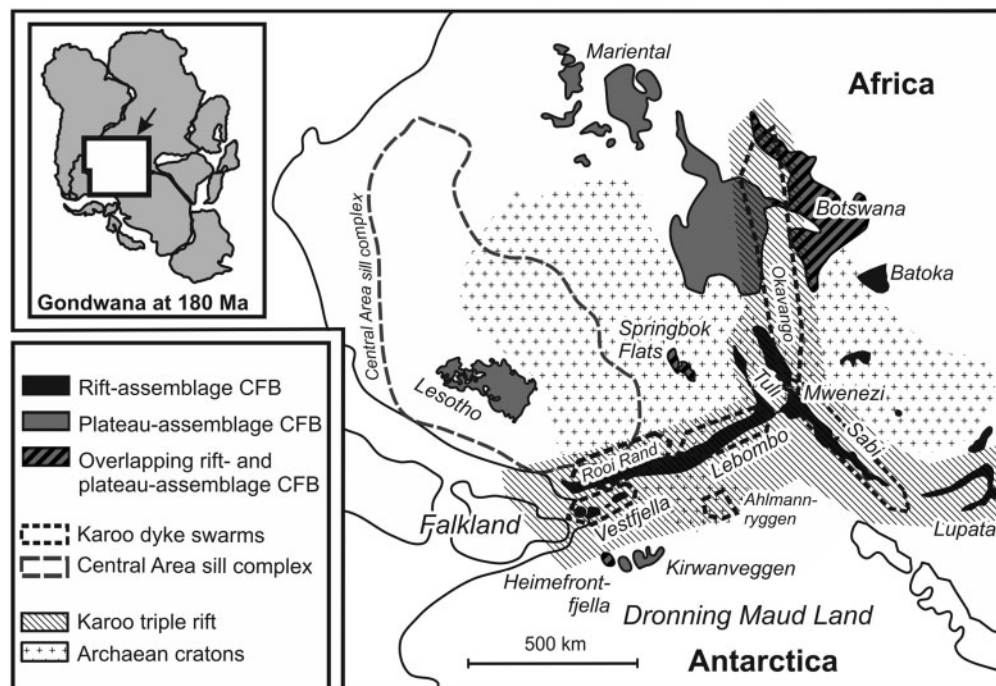 Gondwana at 180 Ma
Rift-assemblage CFB
Plateau-assemblage CFB
Overlapping rift- and
plateau-assemblage CFB
Karoo dyke swarms
Central Area sill complex
Karoo triple rift
Archaean cratons
Mariental
Africa
Central Area sill complex
Botswana
Batoka
Okavango
Springbok
Flats
Lesotho
Tuli
Mwenezi
Sabi
Rooi Rand
Lebombo
Falkland
Vestfjella
Ahlmann-
ryggen
Lupata
Heimefront-
fjella
Kirwanveggen
Dronning Maud Land
500 km
Antarctica